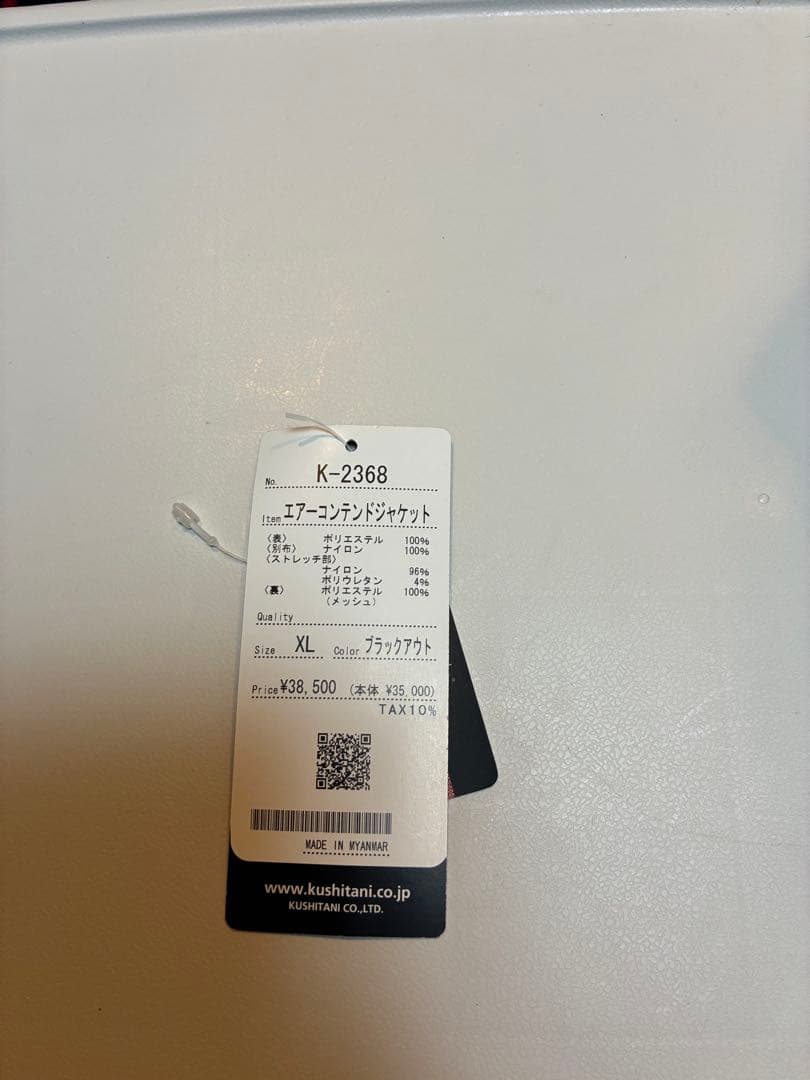 No. K-2368
Item エアーコンテンドジャケット
〈表〉 ポリエステル 100%
〈別布〉 ナイロン 100%
〈ストレッチ部〉
ナイロン 96%
ポリウレタン 4%
〈裏〉 ポリエステル 100%
（メッシュ）
Quality
Size XL Color ブラックアウト
Price ¥38,500 (本体 ¥35,000)
TAX10%
MADE IN MYANMAR
www.kushitani.co.jp
KUSHITANI CO.,LTD.